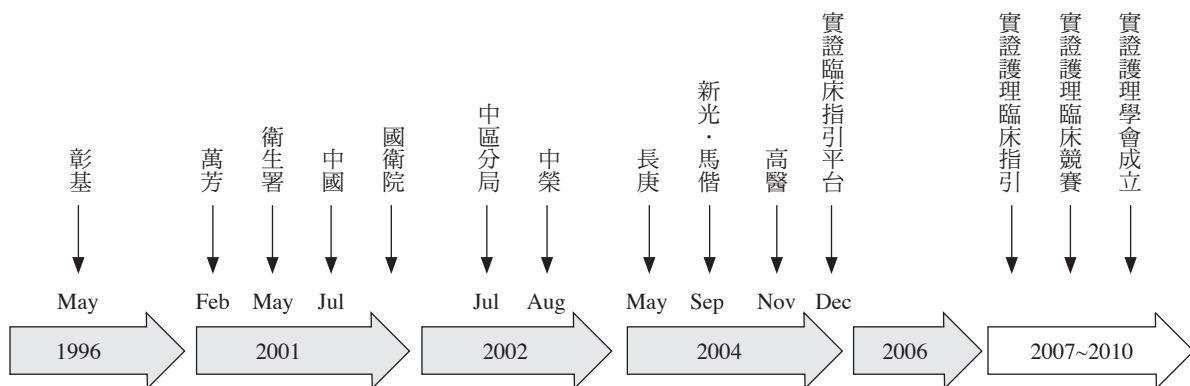 彰基
萬芳
衛生署
中國
國衛院
中區分局
中榮
長庚
新光・馬偕
高醫
實證臨床指引平台
實證護理臨床指引
實證護理臨床競賽
實證護理學會成立
May
Feb
May
Jul
Jul
Aug
May
Sep
Nov
Dec
1996
2001
2002
2004
2006
2007~2010